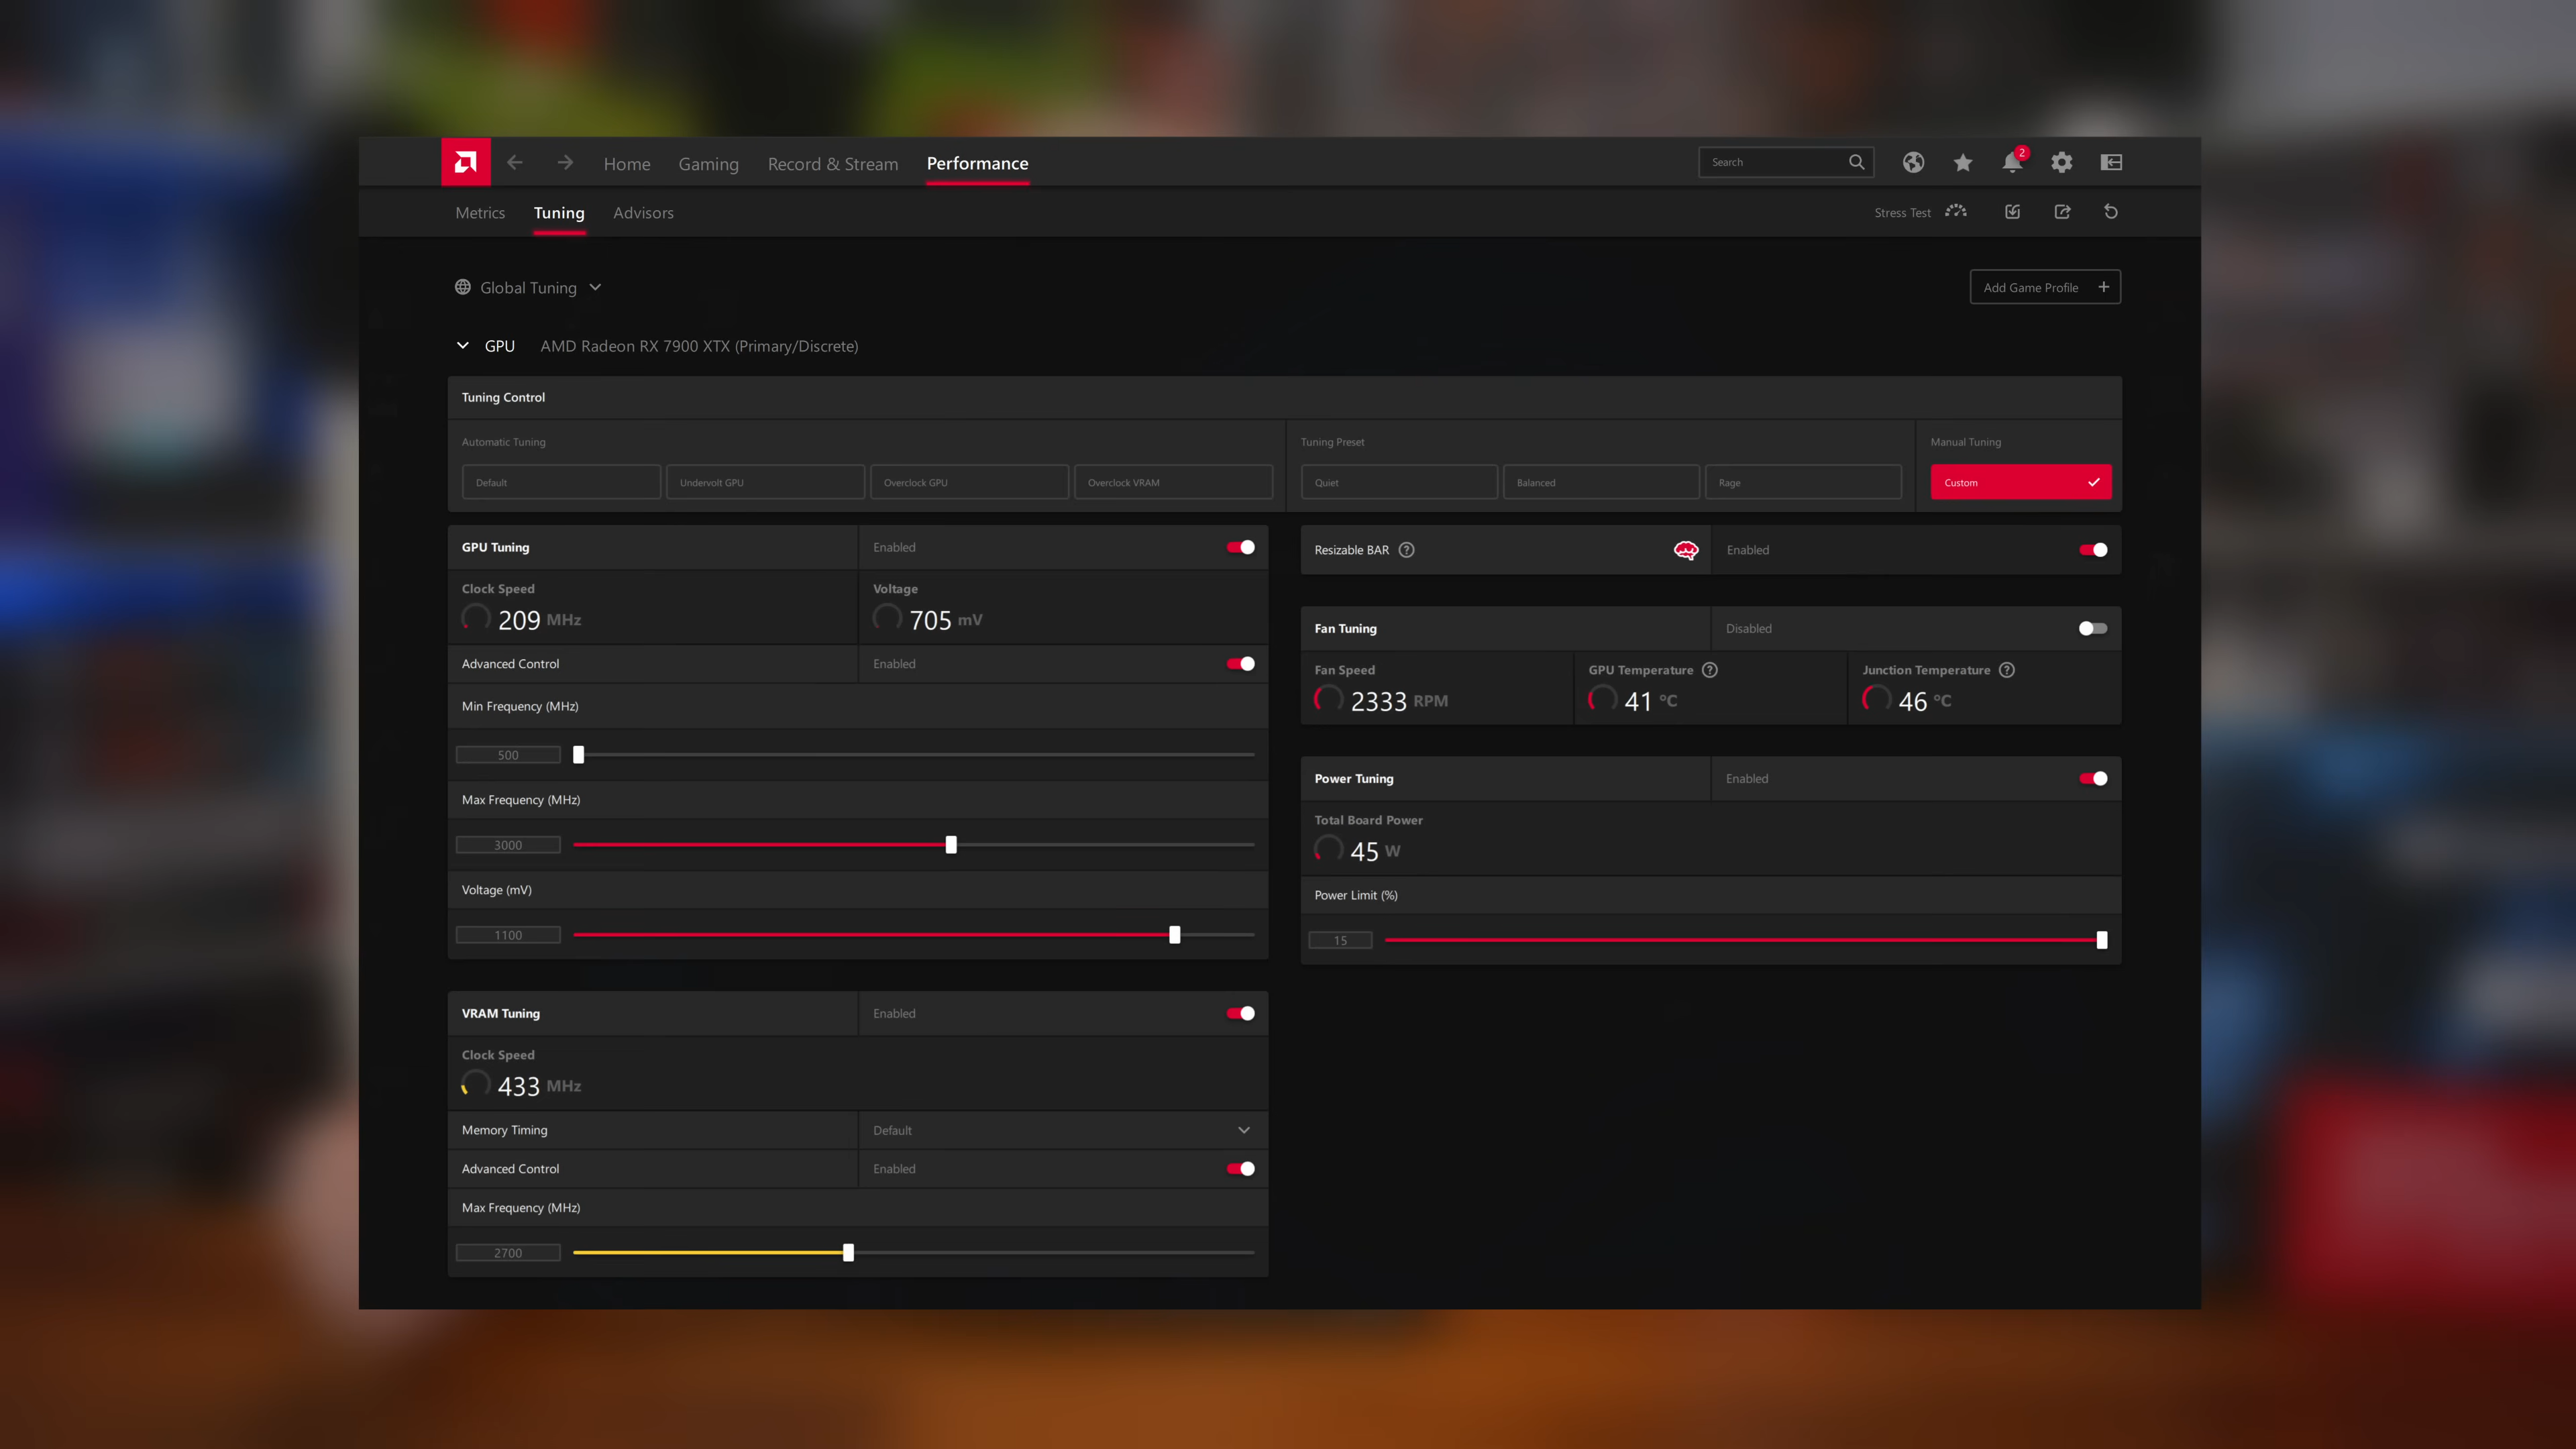 Home Gaming Record & Stream Performance Search 2
Metrics Tuning Advisors Stress Test
Global Tuning Add Game Profile +
GPU AMD Radeon RX 7900 XTX (Primary/Discrete)
Tuning Control
Automatic Tuning Tuning Preset Manual Tuning
Default Undervolt GPU Overclock GPU Overclock VRAM Quiet Balanced Rage Custom
GPU Tuning Enabled
Clock Speed Voltage
209 MHz 705 mV
Advanced Control Enabled
Min Frequency (MHz)
500
Max Frequency (MHz)
3000
Voltage (mV)
1100
VRAM Tuning Enabled
Clock Speed
433 MHz
Memory Timing Default
Advanced Control Enabled
Max Frequency (MHz)
2700
Resizable BAR ? Enabled
Fan Tuning Disabled
Fan Speed GPU Temperature ? Junction Temperature ?
2333 RPM 41 °C 46 °C
Power Tuning Enabled
Total Board Power
45 W
Power Limit (%)
15